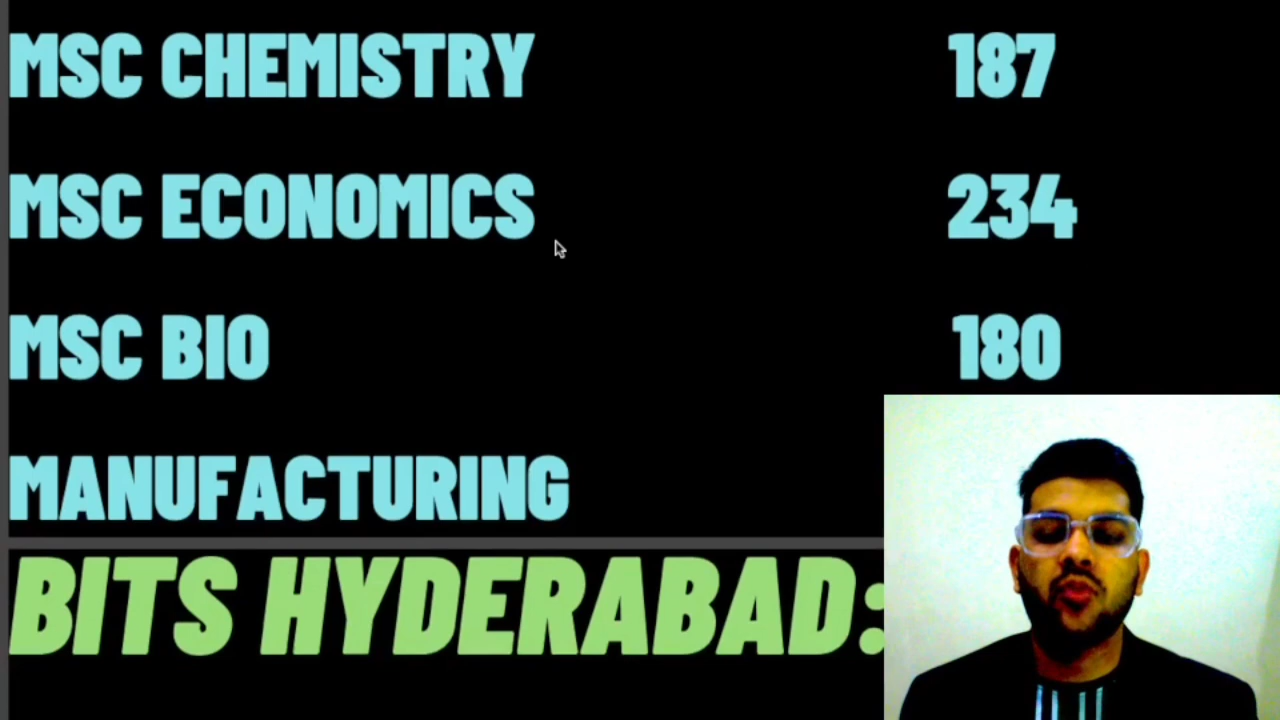 MSC CHEMISTRY 187
MSC ECONOMICS 234
MSC BIO 180
MANUFACTURING
BITS HYDERABAD: